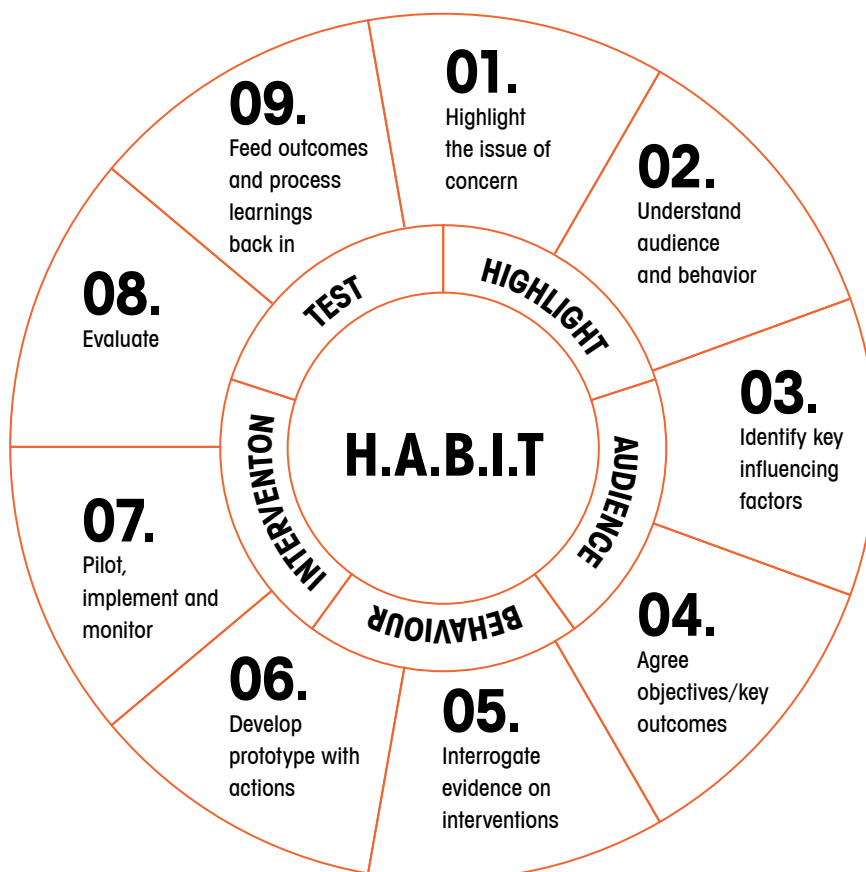 01.
Highlight
the issue of
concern
02.
Understand
audience
and behavior
03.
Identify key
influencing
factors
04.
Agree
objectives/key
outcomes
05.
Interrogate
evidence on
interventions
06.
Develop
prototype with
actions
07.
Pilot,
implement and
monitor
08.
Evaluate
09.
Feed outcomes
and process
learnings
back in
HIGHLIGHT
AUDIENCE
BEHAVIOUR
INTERVENTON
TEST
H.A.B.I.T